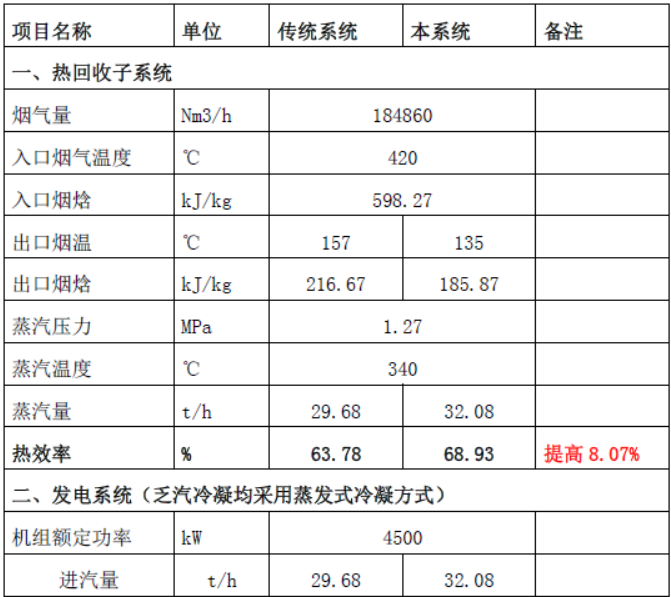 项目名称 单位 传统系统 本系统 备注
一、热回收子系统
烟气量 Nm3/h 184860
入口烟气温度 ℃ 420
入口烟焓 kJ/kg 598.27
出口烟温 ℃ 157 135
出口烟焓 kJ/kg 216.67 185.87
蒸汽压力 MPa 1.27
蒸汽温度 ℃ 340
蒸汽量 t/h 29.68 32.08
热效率 % 63.78 68.93 提高 8.07%
二、发电系统（乏汽冷凝均采用蒸发式冷凝方式）
机组额定功率 kW 4500
进汽量 t/h 29.68 32.08